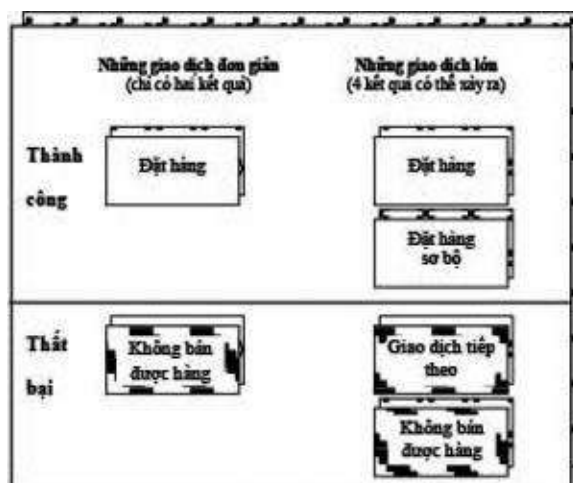 Những giao dịch đơn giản
(chỉ có hai kết quả)
Những giao dịch lớn
(4 kết quả có thể xảy ra)
Thành
công
Đặt hàng
Đặt hàng
Đặt hàng
sơ bộ
Thất
bại
Không bán
được hàng
Giao dịch tiếp
theo
Không bán
được hàng